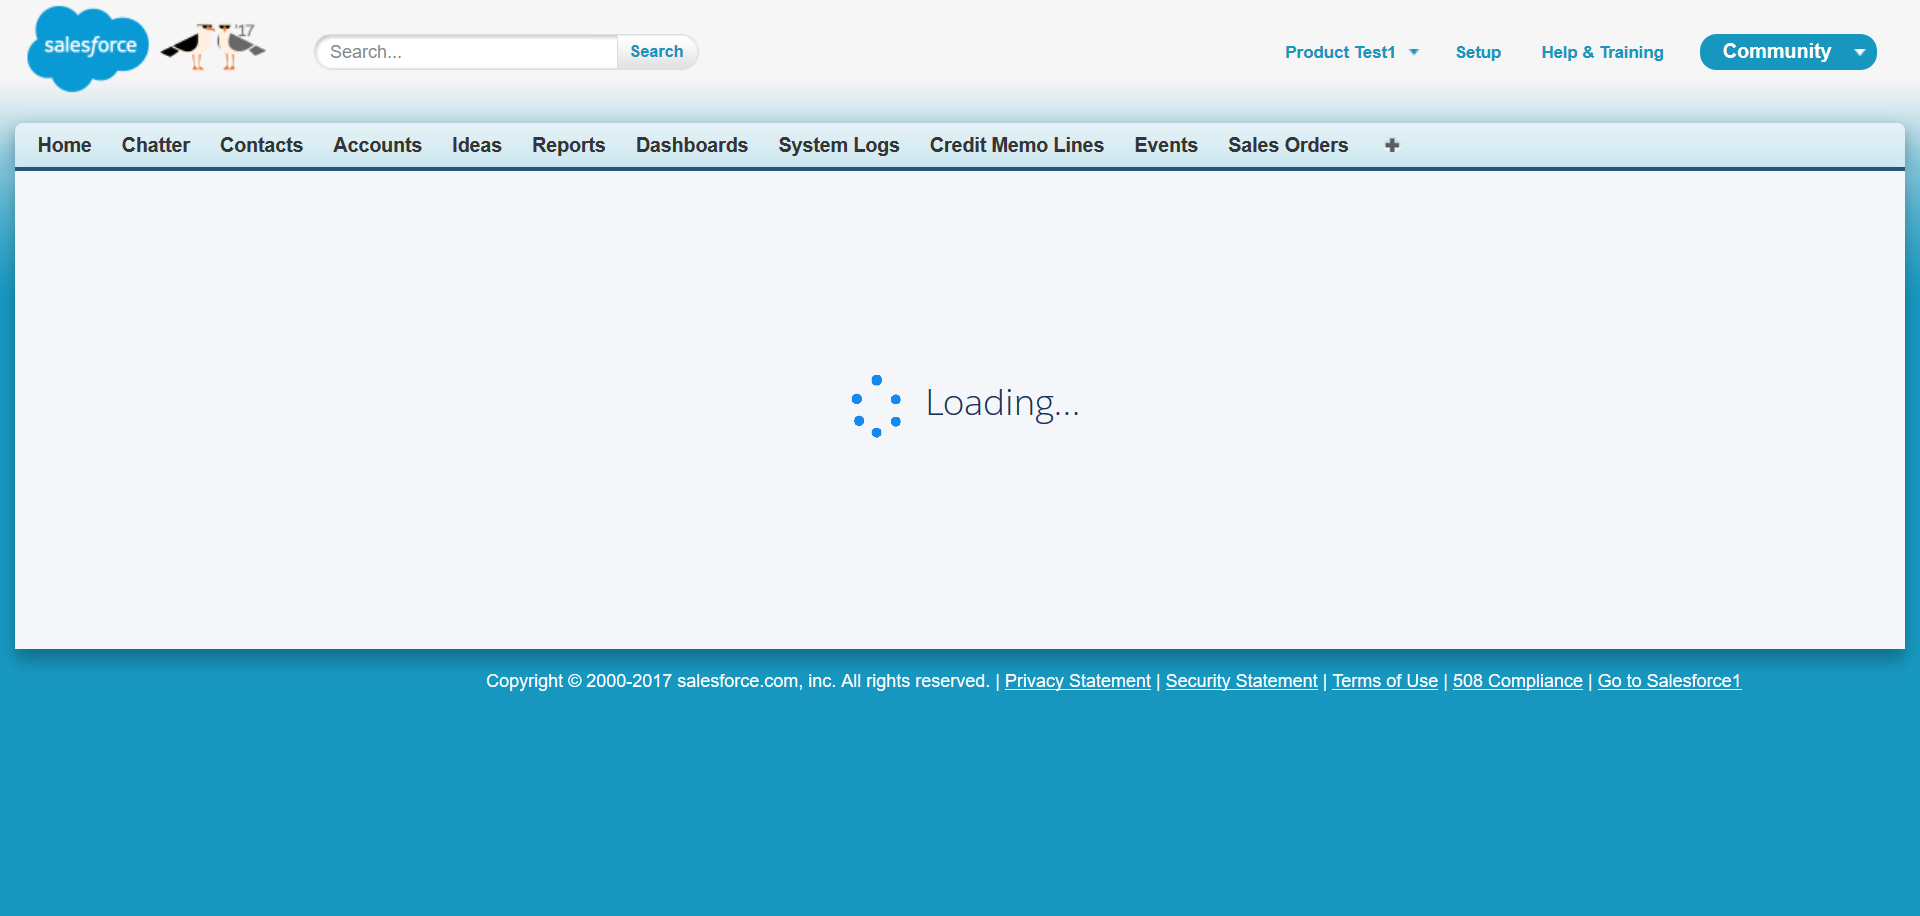 salesforce
'17
Search...
Search
Product Test1
Setup
Help & Training
Community
Home
Chatter
Contacts
Accounts
Ideas
Reports
Dashboards
System Logs
Credit Memo Lines
Events
Sales Orders
Loading...
Copyright © 2000-2017 salesforce.com, inc. All rights reserved. | Privacy Statement | Security Statement | Terms of Use | 508 Compliance | Go to Salesforce1